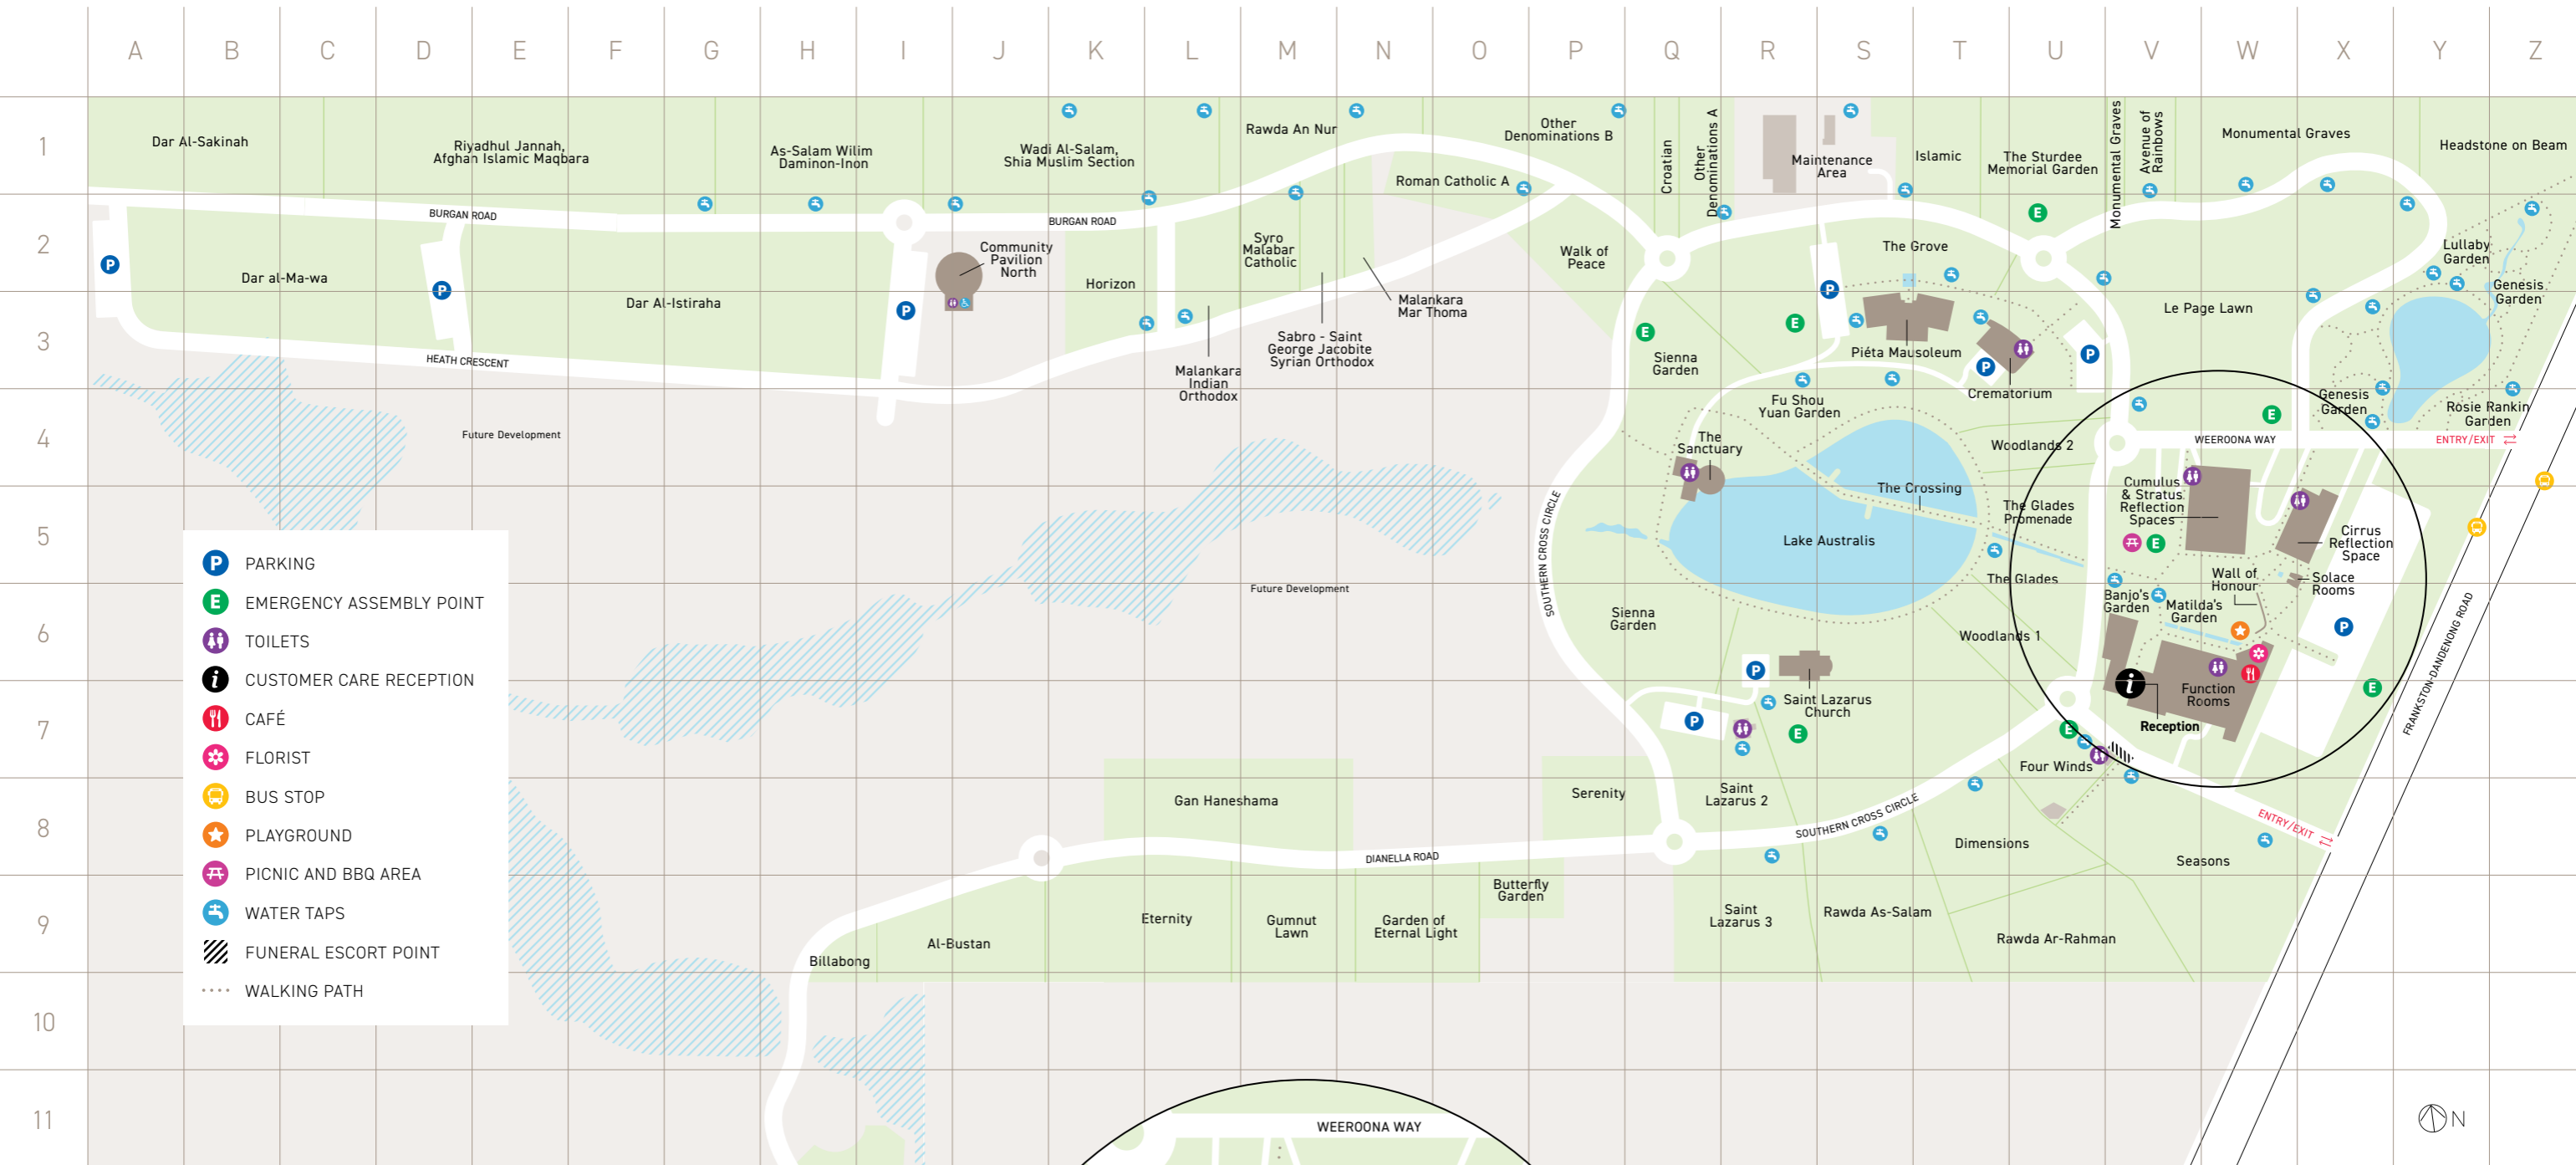 A B C D E F G H I J K L M N O P Q R S T U V W X Y Z
1
Dar Al-Sakinah
Riyadhul Jannah,
Afghan Islamic Maqbara
As-Salam Wilim
Daminon-Inon
Wadi Al-Salam,
Shia Muslim Section
Rawda An Nur
Other
Denominations B
Roman Catholic A
Croatian
Other
Denominations A
Maintenance
Area
Islamic
The Sturdee
Memorial Garden
Monumental Graves
Avenue of
Rainbows
Monumental Graves
Headstone on Beam
2
BURGAN ROAD
BURGAN ROAD
P
Dar al-Ma-wa
P
Community
Pavilion
North
Horizon
Syro
Malabar
Catholic
Walk of
Peace
The Grove
E
Lullaby
Garden
Genesis
Garden
3
Dar Al-Istiraha
P
HEATH CRESCENT
Malankara
Indian
Orthodox
Sabro - Saint
George Jacobite
Syrian Orthodox
Malankara
Mar Thoma
E
Sienna
Garden
E
P
Piéta Mausoleum
P
Crematorium
P
Le Page Lawn
4
Future Development
The
Sanctuary
Fu Shou
Yuan Garden
Woodlands 2
E
Genesis
Garden
Rosie Rankin
Garden
WEEROONA WAY
ENTRY/EXIT
5
SOUTHERN CROSS CIRCLE
The Crossing
Lake Australis
The Glades
Promenade
Cumulus
& Stratus
Reflection
Spaces
E
Cirrus
Reflection
Space
The Glades
6
Future Development
Sienna
Garden
Woodlands 1
Banjo's
Garden
Matilda's
Garden
Wall of
Honour
Solace
Rooms
P
P
FRANKSTON-DANDENONG ROAD
7
P
Saint Lazarus
Church
E
E
i
Function
Rooms
Reception
E
Four Winds
8
Gan Haneshama
Serenity
Saint
Lazarus 2
SOUTHERN CROSS CIRCLE
Dimensions
Seasons
ENTRY/EXIT
DIANELLA ROAD
9
Billabong
Al-Bustan
Eternity
Gumnut
Lawn
Garden of
Eternal Light
Butterfly
Garden
Saint
Lazarus 3
Rawda As-Salam
Rawda Ar-Rahman
10
11
WEEROONA WAY
N
P PARKING
E EMERGENCY ASSEMBLY POINT
TOILETS
i CUSTOMER CARE RECEPTION
CAFÉ
FLORIST
BUS STOP
PLAYGROUND
PICNIC AND BBQ AREA
WATER TAPS
FUNERAL ESCORT POINT
WALKING PATH